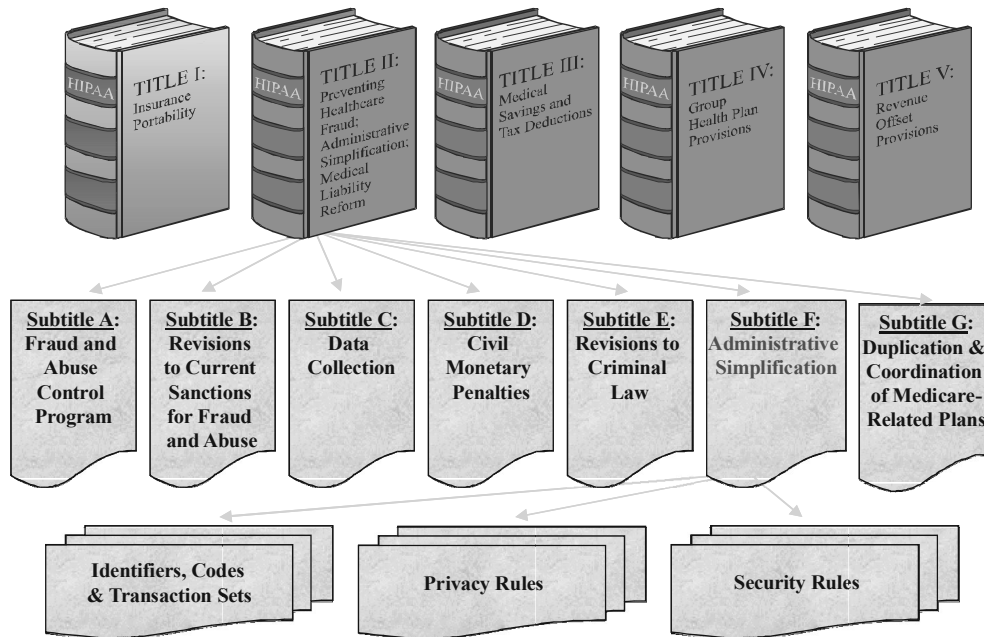 HIPAA
TITLE I:
Insurance
Portability
HIPAA
TITLE II:
Preventing
Healthcare
Fraud;
Administrative
Simplification;
Medical
Liability
Reform
HIPAA
TITLE III:
Medical
Savings and
Tax Deductions
HIPAA
TITLE IV:
Group
Health Plan
Provisions
HIPAA
TITLE V:
Revenue
Offset
Provisions
Subtitle A:
Fraud and
Abuse
Control
Program
Subtitle B:
Revisions
to Current
Sanctions
for Fraud
and Abuse
Subtitle C:
Data
Collection
Subtitle D:
Civil
Monetary
Penalties
Subtitle E:
Revisions to
Criminal
Law
Subtitle F:
Administrative
Simplification
Subtitle G:
Duplication &
Coordination
of Medicare-
Related Plans
Identifiers, Codes
& Transaction Sets
Privacy Rules
Security Rules